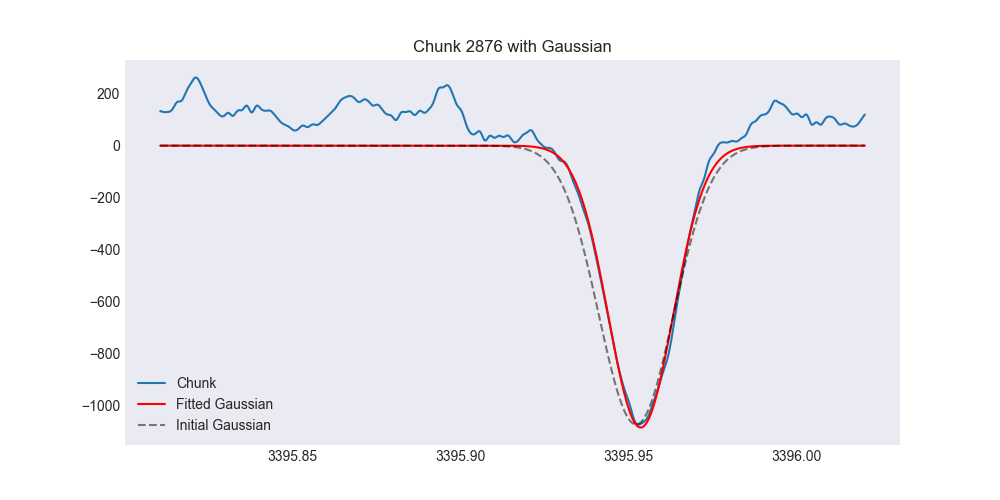 Chunk 2876 with Gaussian
200
0
−200
−400
−600
−800
−1000
Chunk
Fitted Gaussian
Initial Gaussian
3395.85 3395.90 3395.95 3396.00